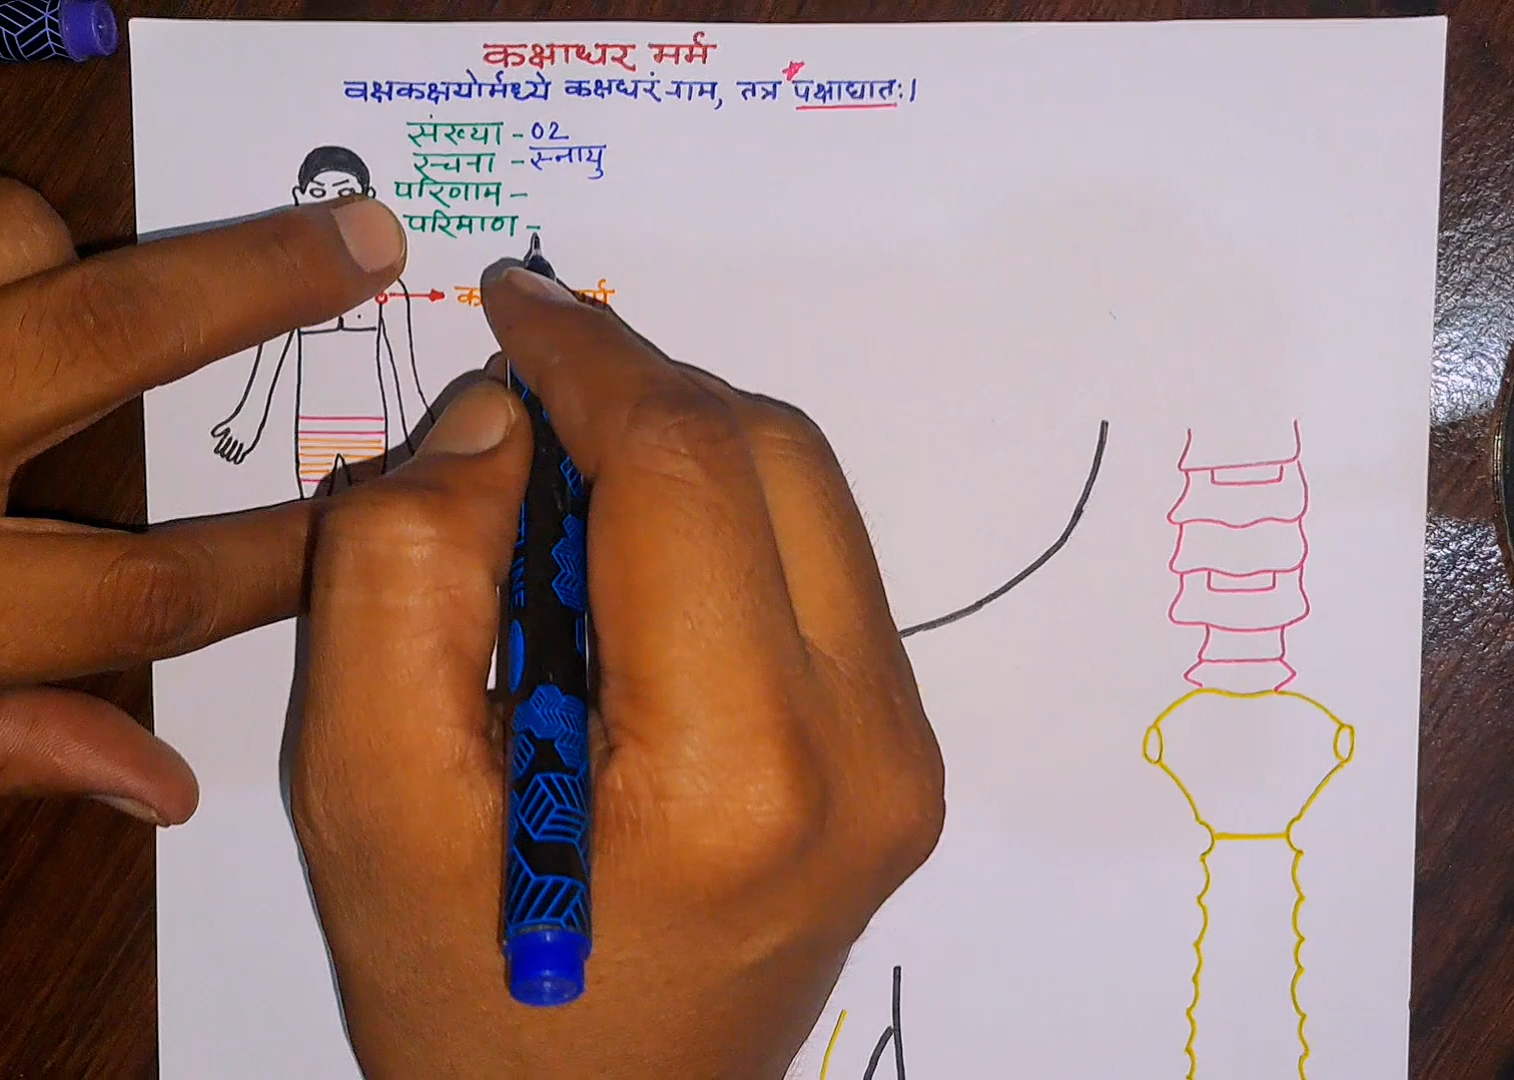 कक्षाधर मर्म
वक्षकक्षयोर्मध्ये कक्षधरं नाम, तत्र पक्षाघातः।
संख्या - 02
रचना - स्नायु
परिणाम -
परिमाण -